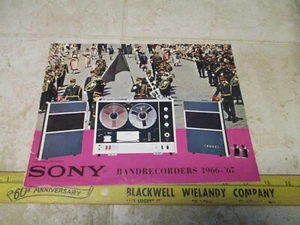 SONY BANDRECORDERS 1966-'67
60th ANNIVERSARY BLACKWELL WIELANDY COMPANY